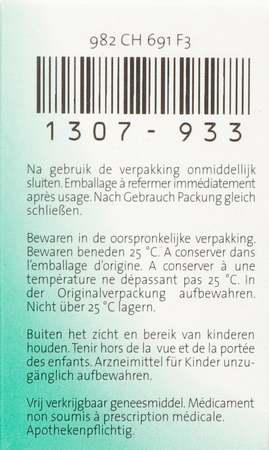 982 CH 691 F3
1307-933
Na gebruik de verpakking onmiddellijk
sluiten. Emballage à refermer immédiatement
après usage. Nach Gebrauch Packung gleich
schließen.
Bewaren in de oorspronkelijke verpakking.
Bewaren beneden 25 °C. A conserver dans
l'emballage d'origine. A conserver à une
température ne dépassant pas 25 °C. In
der Originalverpackung aufbewahren.
Nicht über 25 °C lagern.
Buiten het zicht en bereik van kinderen
houden. Tenir hors de la vue et de la portée
des enfants. Arzneimittel für Kinder unzu-
gänglich aufbewahren.
Vrij verkrijgbaar geneesmiddel. Médicament
non soumis à prescription médicale.
Apothekenpflichtig.